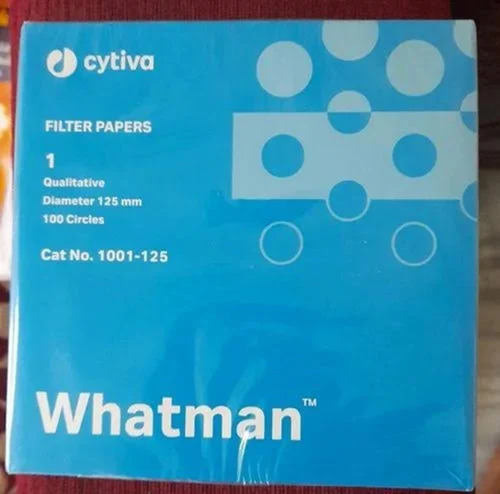 cytiva
FILTER PAPERS
1
Qualitative
Diameter 125 mm
100 Circles
Cat No. 1001-125
Whatman™